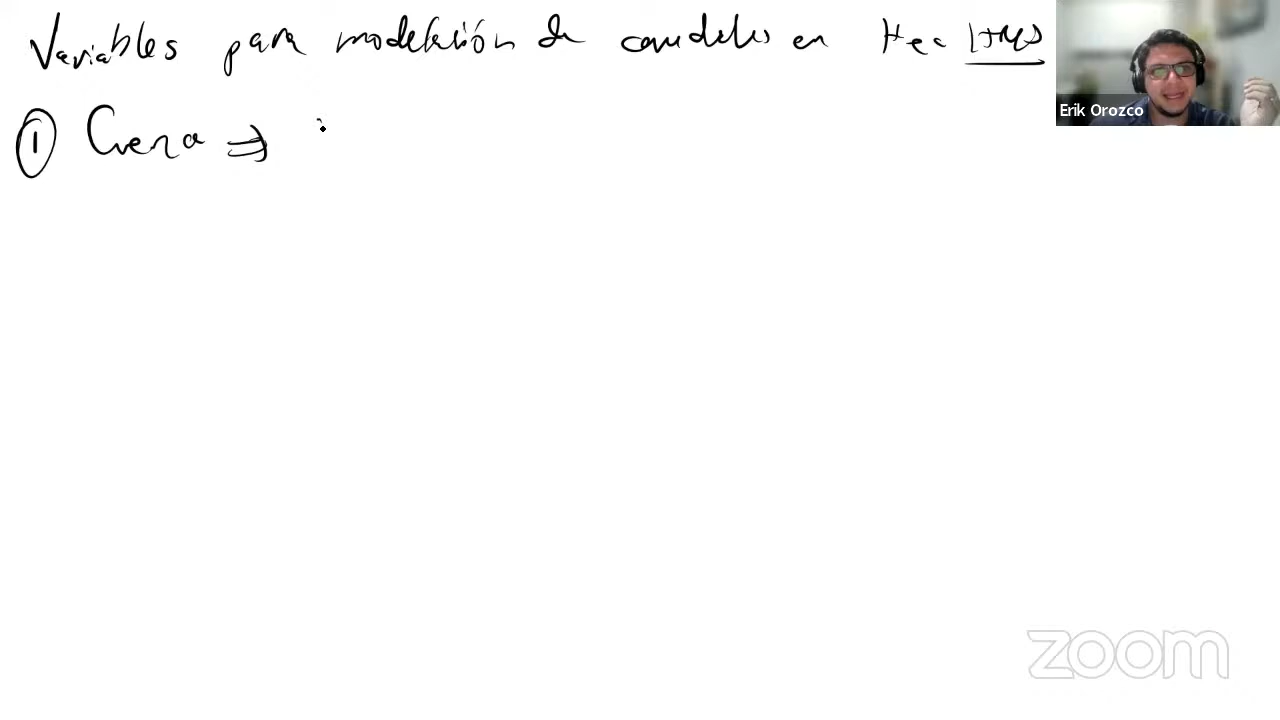 Variables para modelación de caudales en Hec HMS
Erik Orozco
① Cuenca ⇒
zoom